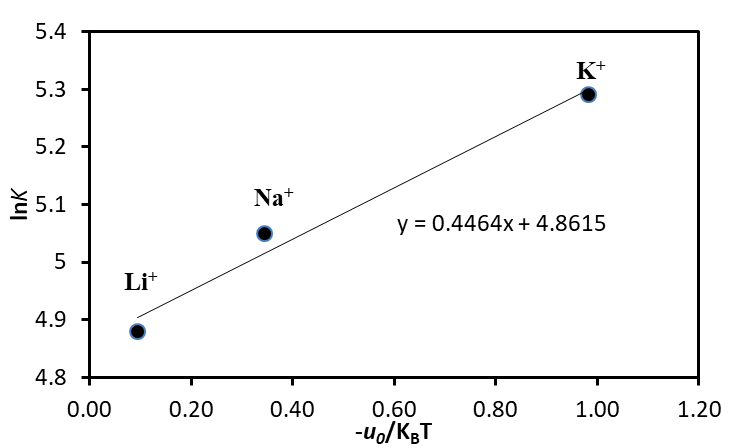 5.4
5.3
5.2
5.1
5
4.9
4.8
lnK
K⁺
Na⁺
Li⁺
y = 0.4464x + 4.8615
0.00 0.20 0.40 0.60 0.80 1.00 1.20
-u₀/K_BT